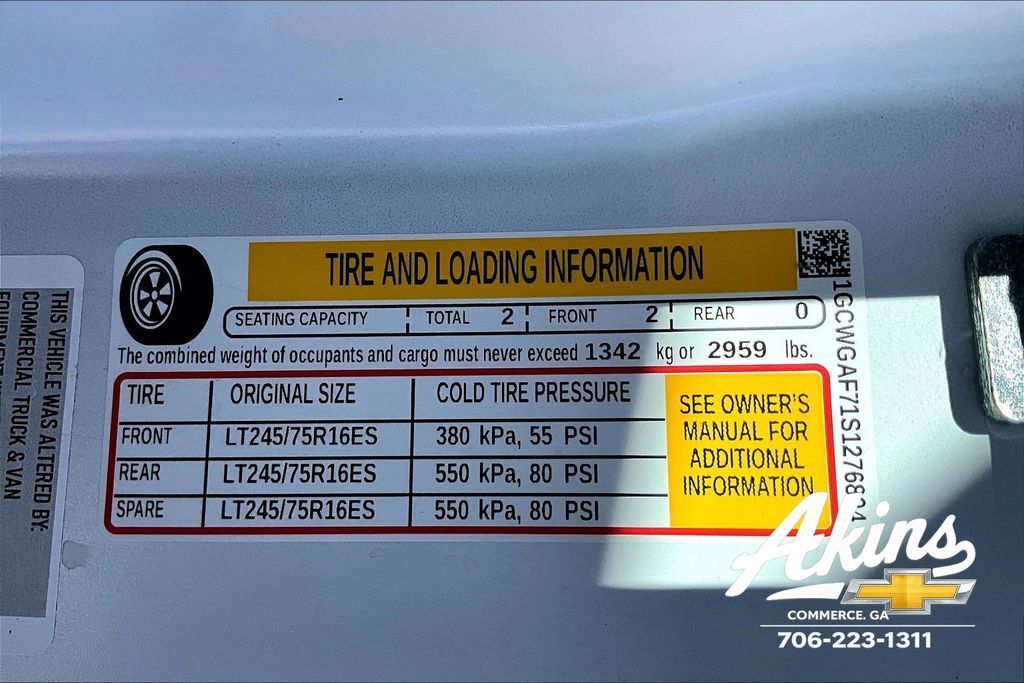 TIRE AND LOADING INFORMATION
SEATING CAPACITY TOTAL 2 FRONT 2 REAR 0
The combined weight of occupants and cargo must never exceed 1342 kg or 2959 lbs.
TIRE ORIGINAL SIZE COLD TIRE PRESSURE
FRONT LT245/75R16ES 380 kPa, 55 PSI
REAR LT245/75R16ES 550 kPa, 80 PSI
SPARE LT245/75R16ES 550 kPa, 80 PSI
SEE OWNER'S
MANUAL FOR
ADDITIONAL
INFORMATION
THIS VEHICLE WAS ALTERED BY:
COMMERCIAL TRUCK & VAN
Akins
COMMERCE, GA
706-223-1311